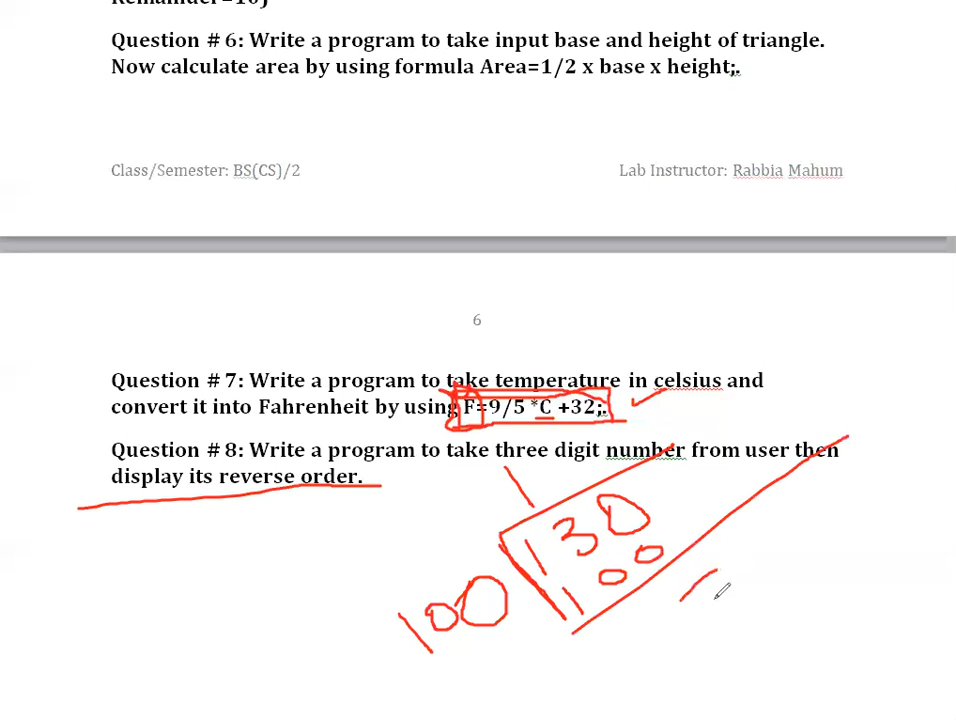 Question # 6: Write a program to take input base and height of triangle.
Now calculate area by using formula Area=1/2 x base x height;.
Class/Semester: BS(CS)/2
Lab Instructor: Rabbia Mahum
6
Question # 7: Write a program to take temperature in celsius and
convert it into Fahrenheit by using F=9/5 *C +32;.
Question # 8: Write a program to take three digit number from user then
display its reverse order.
130
100
100